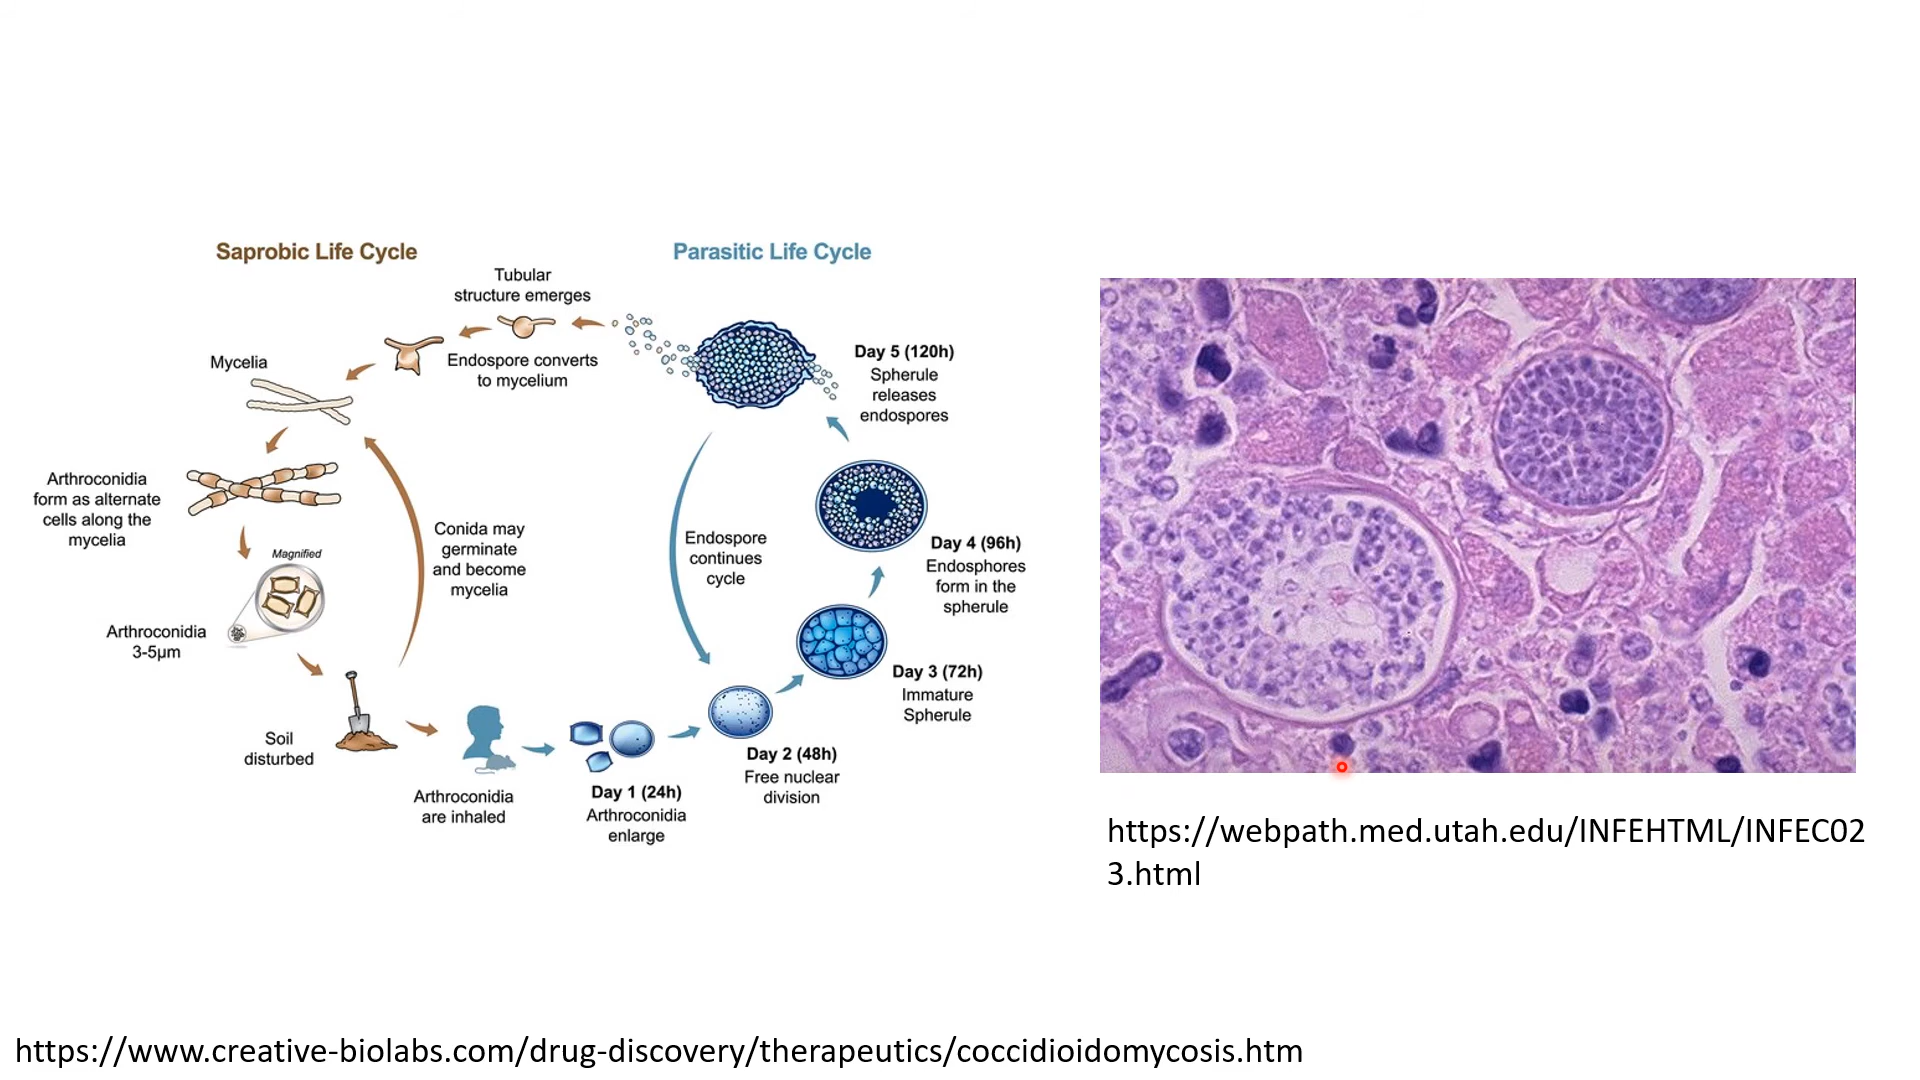 Saprobic Life Cycle
Parasitic Life Cycle
Tubular
structure emerges
Endospore converts
to mycelium
Mycelia
Arthroconidia
form as alternate
cells along the
mycelia
Magnified
Arthroconidia
3-5µm
Conida may
germinate
and become
mycelia
Soil
disturbed
Arthroconidia
are inhaled
Day 1 (24h)
Arthroconidia
enlarge
Day 2 (48h)
Free nuclear
division
Day 3 (72h)
Immature
Spherule
Day 4 (96h)
Endosphores
form in the
spherule
Day 5 (120h)
Spherule
releases
endospores
Endospore
continues
cycle
https://webpath.med.utah.edu/INFEHTML/INFEC02
3.html
https://www.creative-biolabs.com/drug-discovery/therapeutics/coccidioidomycosis.htm